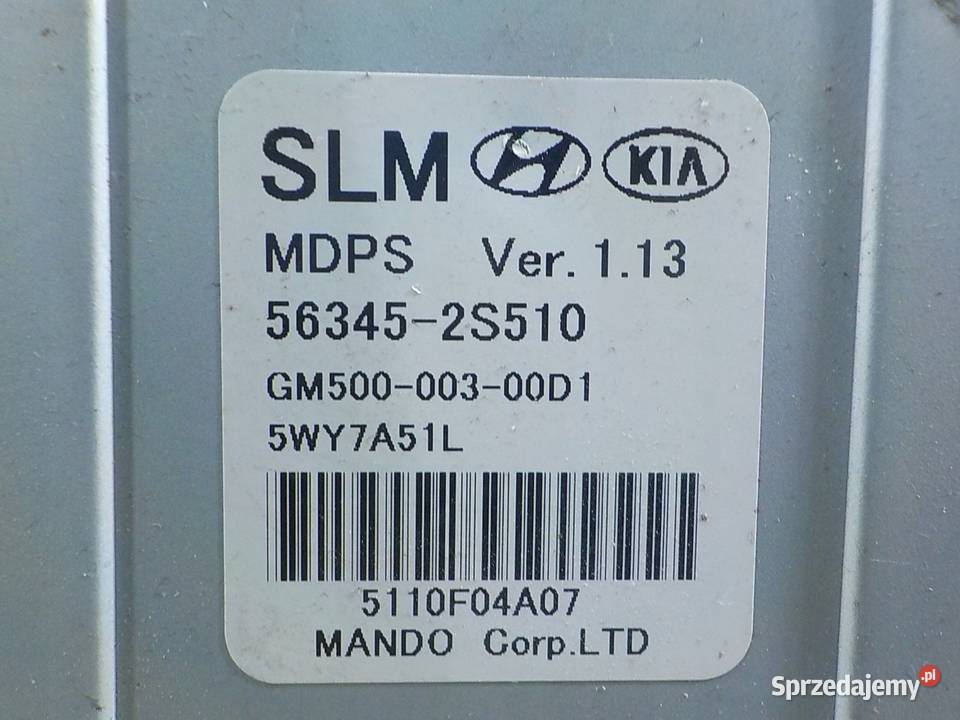 SLM KIA
MDPS Ver. 1.13
56345-2S510
GM500-003-00D1
5WY7A51L
5110F04A07
MANDO Corp.LTD
Sprzedajemy.pl